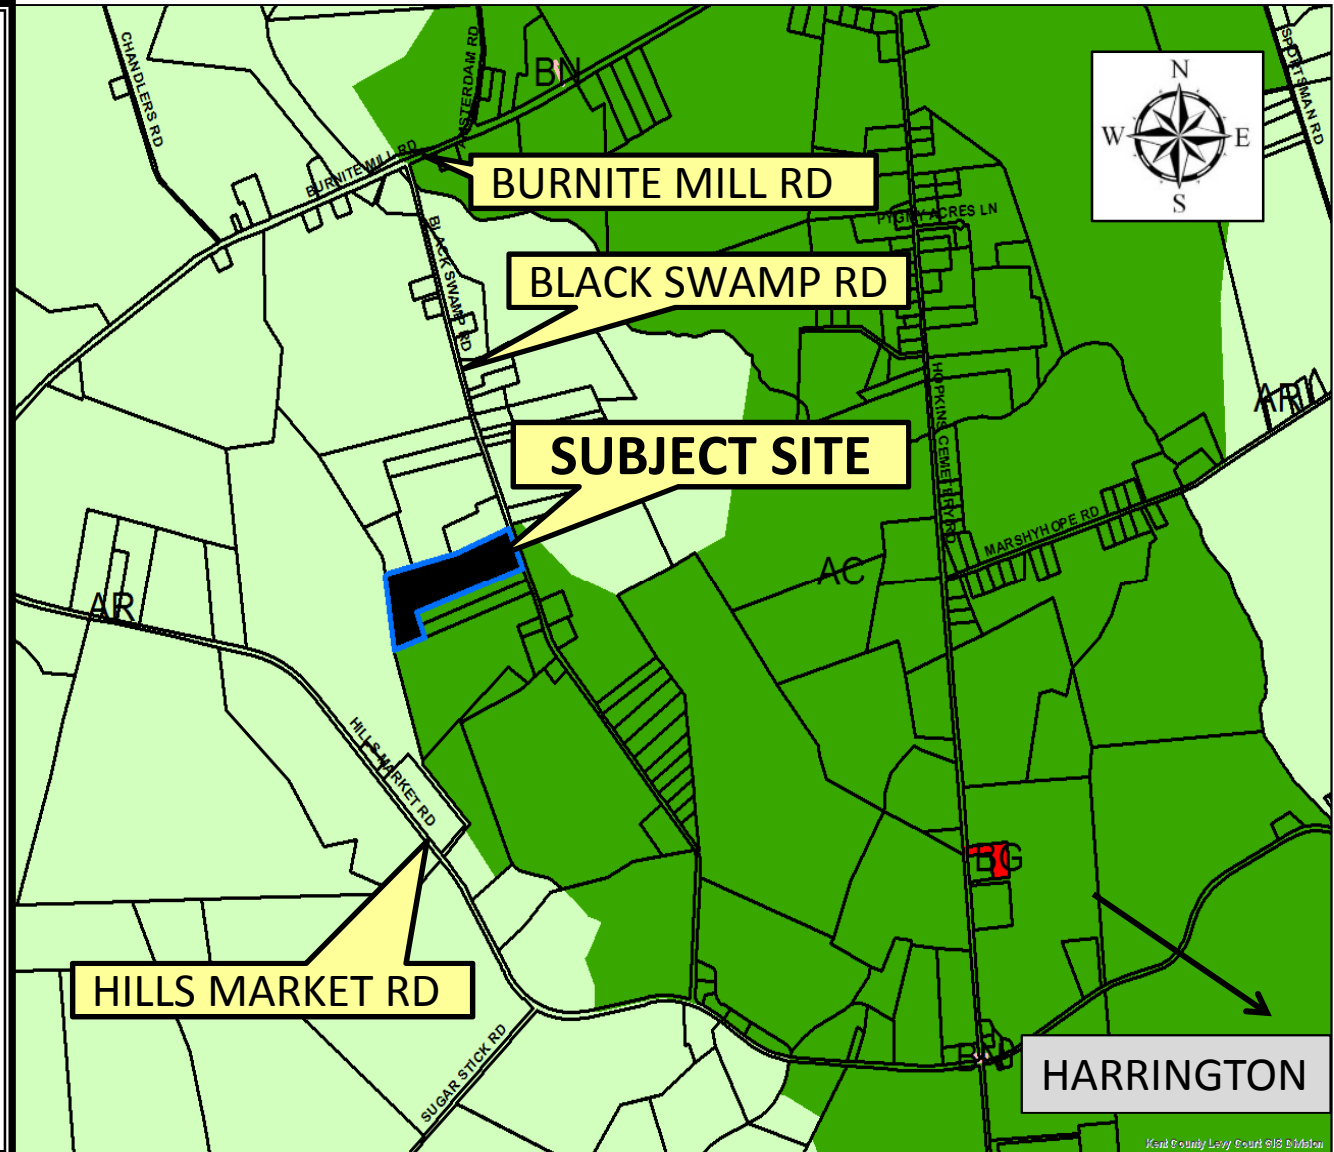 CHANDLERS RD
AMSTERDAM RD
BN
SPORTSMAN RD
N
W
E
S
BURNITE MILL RD
BURNITE MILL RD
PYGMY ACRES LN
BLACK SWAMP RD
BLACK SWAMP RD
HOPKINS CEMETERY RD
SUBJECT SITE
MARSHYHOPE RD
AC
AR
HILLS MARKET RD
BG
HILLS MARKET RD
SUGAR STICK RD
HARRINGTON
Kent County Levy Court GIS Division